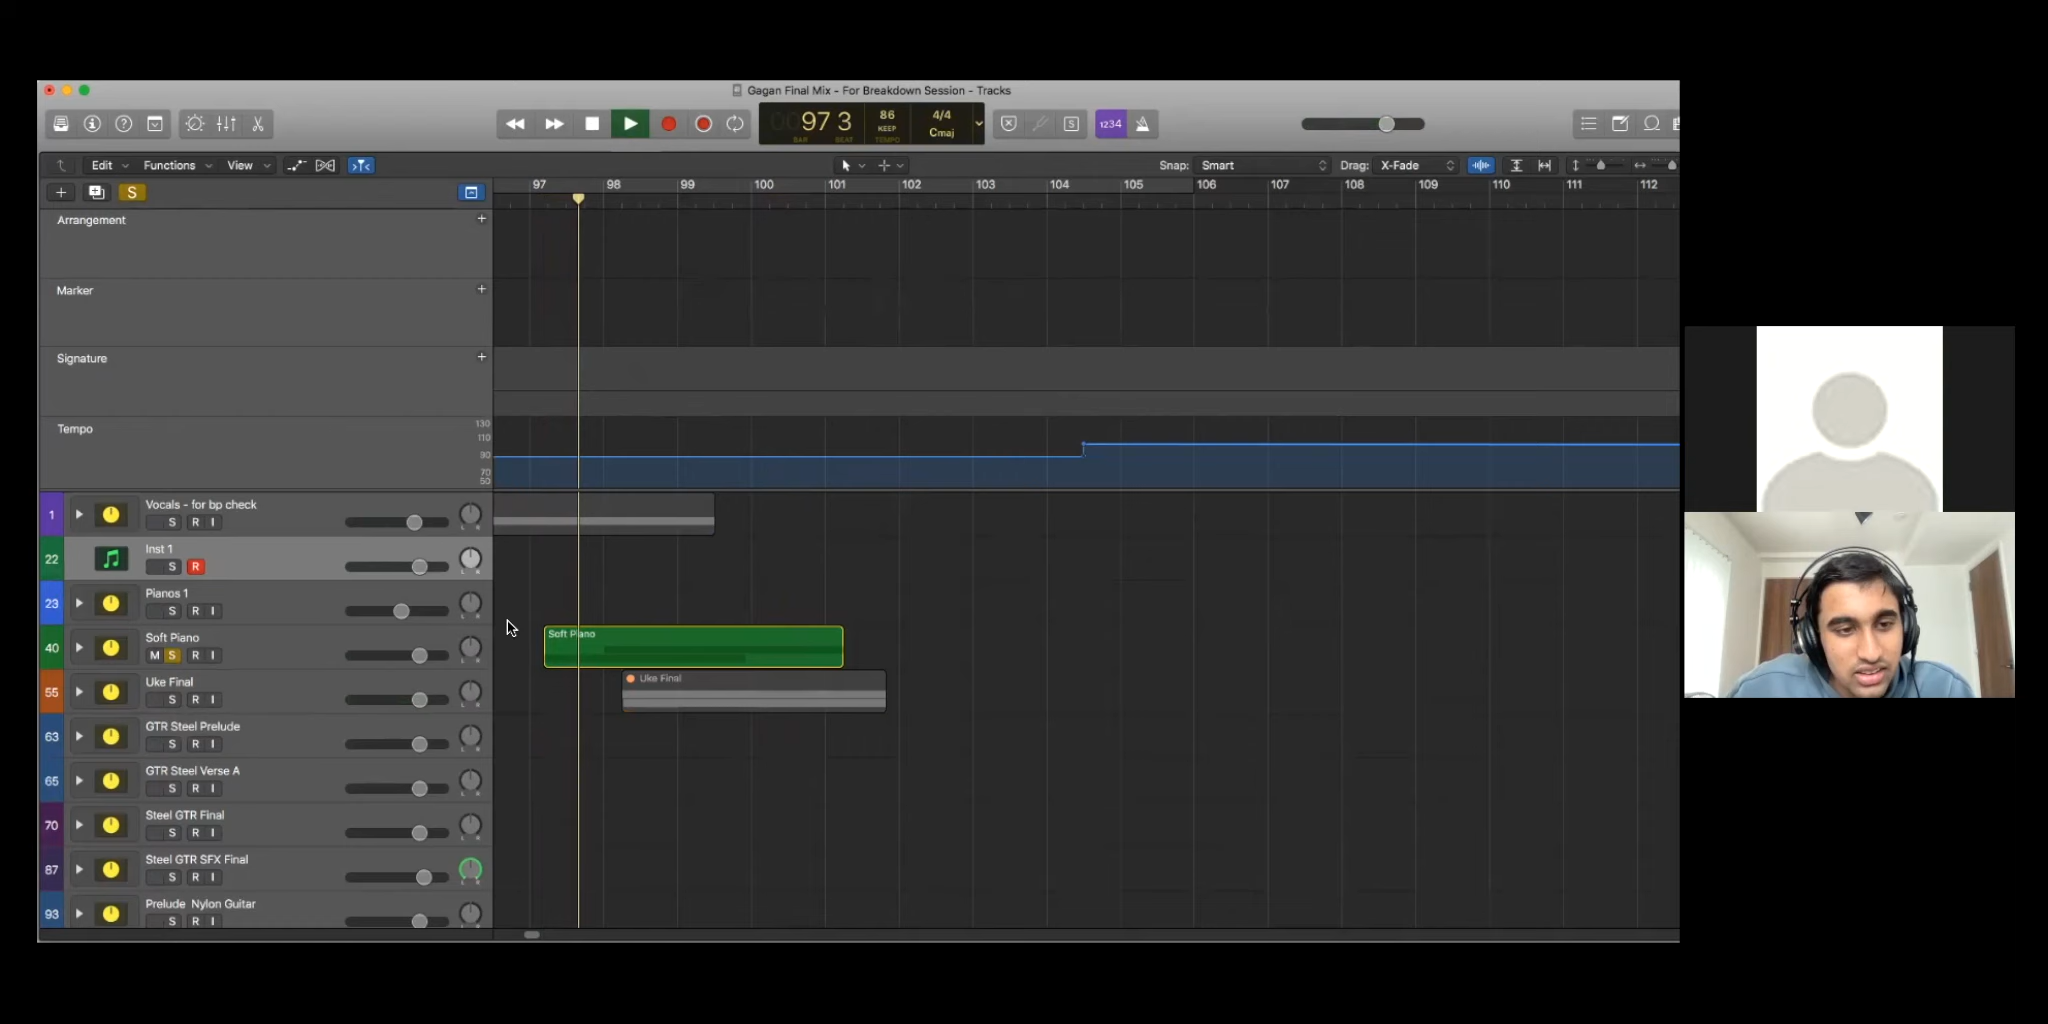 Gagan Final Mix - For Breakdown Session - Tracks
97 3
BAR BEAT
86
KEEP
TEMPO
4/4
Cmaj
S
1234
Edit Functions View
Snap: Smart
Drag: X-Fade
+ S
97 98 99 100 101 102 103 104 105 106 107 108 109 110 111 112
Arrangement +
Marker +
Signature +
Tempo
130
110
90
70
50
1 Vocals - for bp check
S R I
22 Inst 1
S R
23 Pianos 1
S R I
40 Soft Piano
M S R I
Soft Piano
55 Uke Final
S R I
Uke Final
63 GTR Steel Prelude
S R I
65 GTR Steel Verse A
S R I
70 Steel GTR Final
S R I
87 Steel GTR SFX Final
S R I
93 Prelude Nylon Guitar
S R I